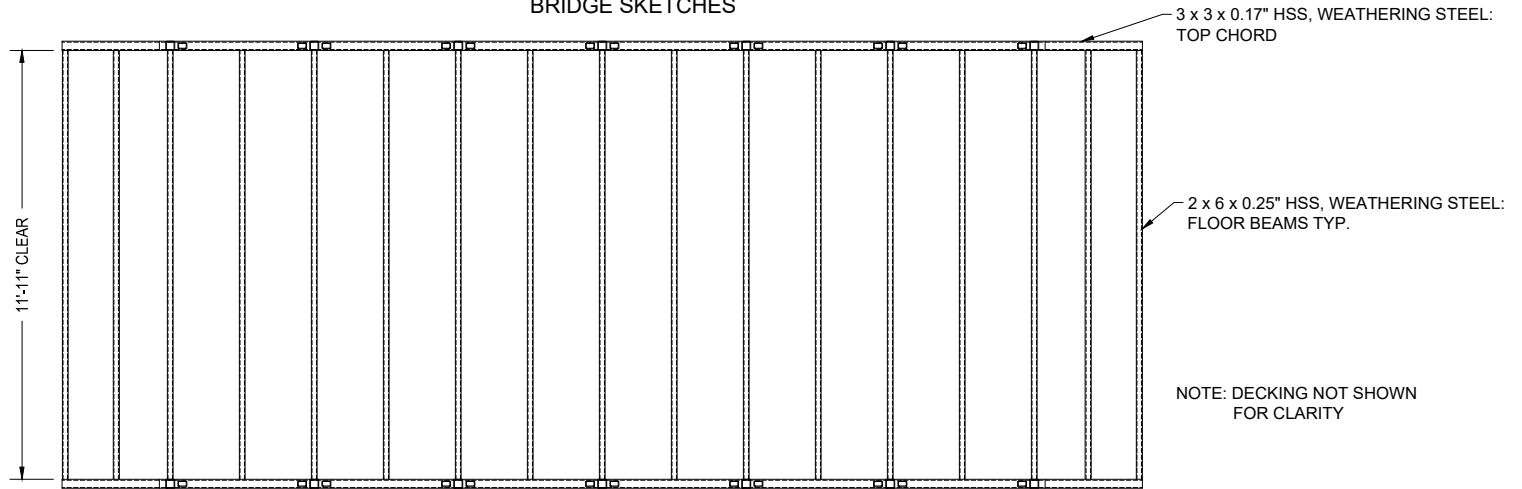 BRIDGE SKETCHES
3 x 3 x 0.17" HSS, WEATHERING STEEL:
TOP CHORD
11'-11" CLEAR
2 x 6 x 0.25" HSS, WEATHERING STEEL:
FLOOR BEAMS TYP.
NOTE: DECKING NOT SHOWN
FOR CLARITY